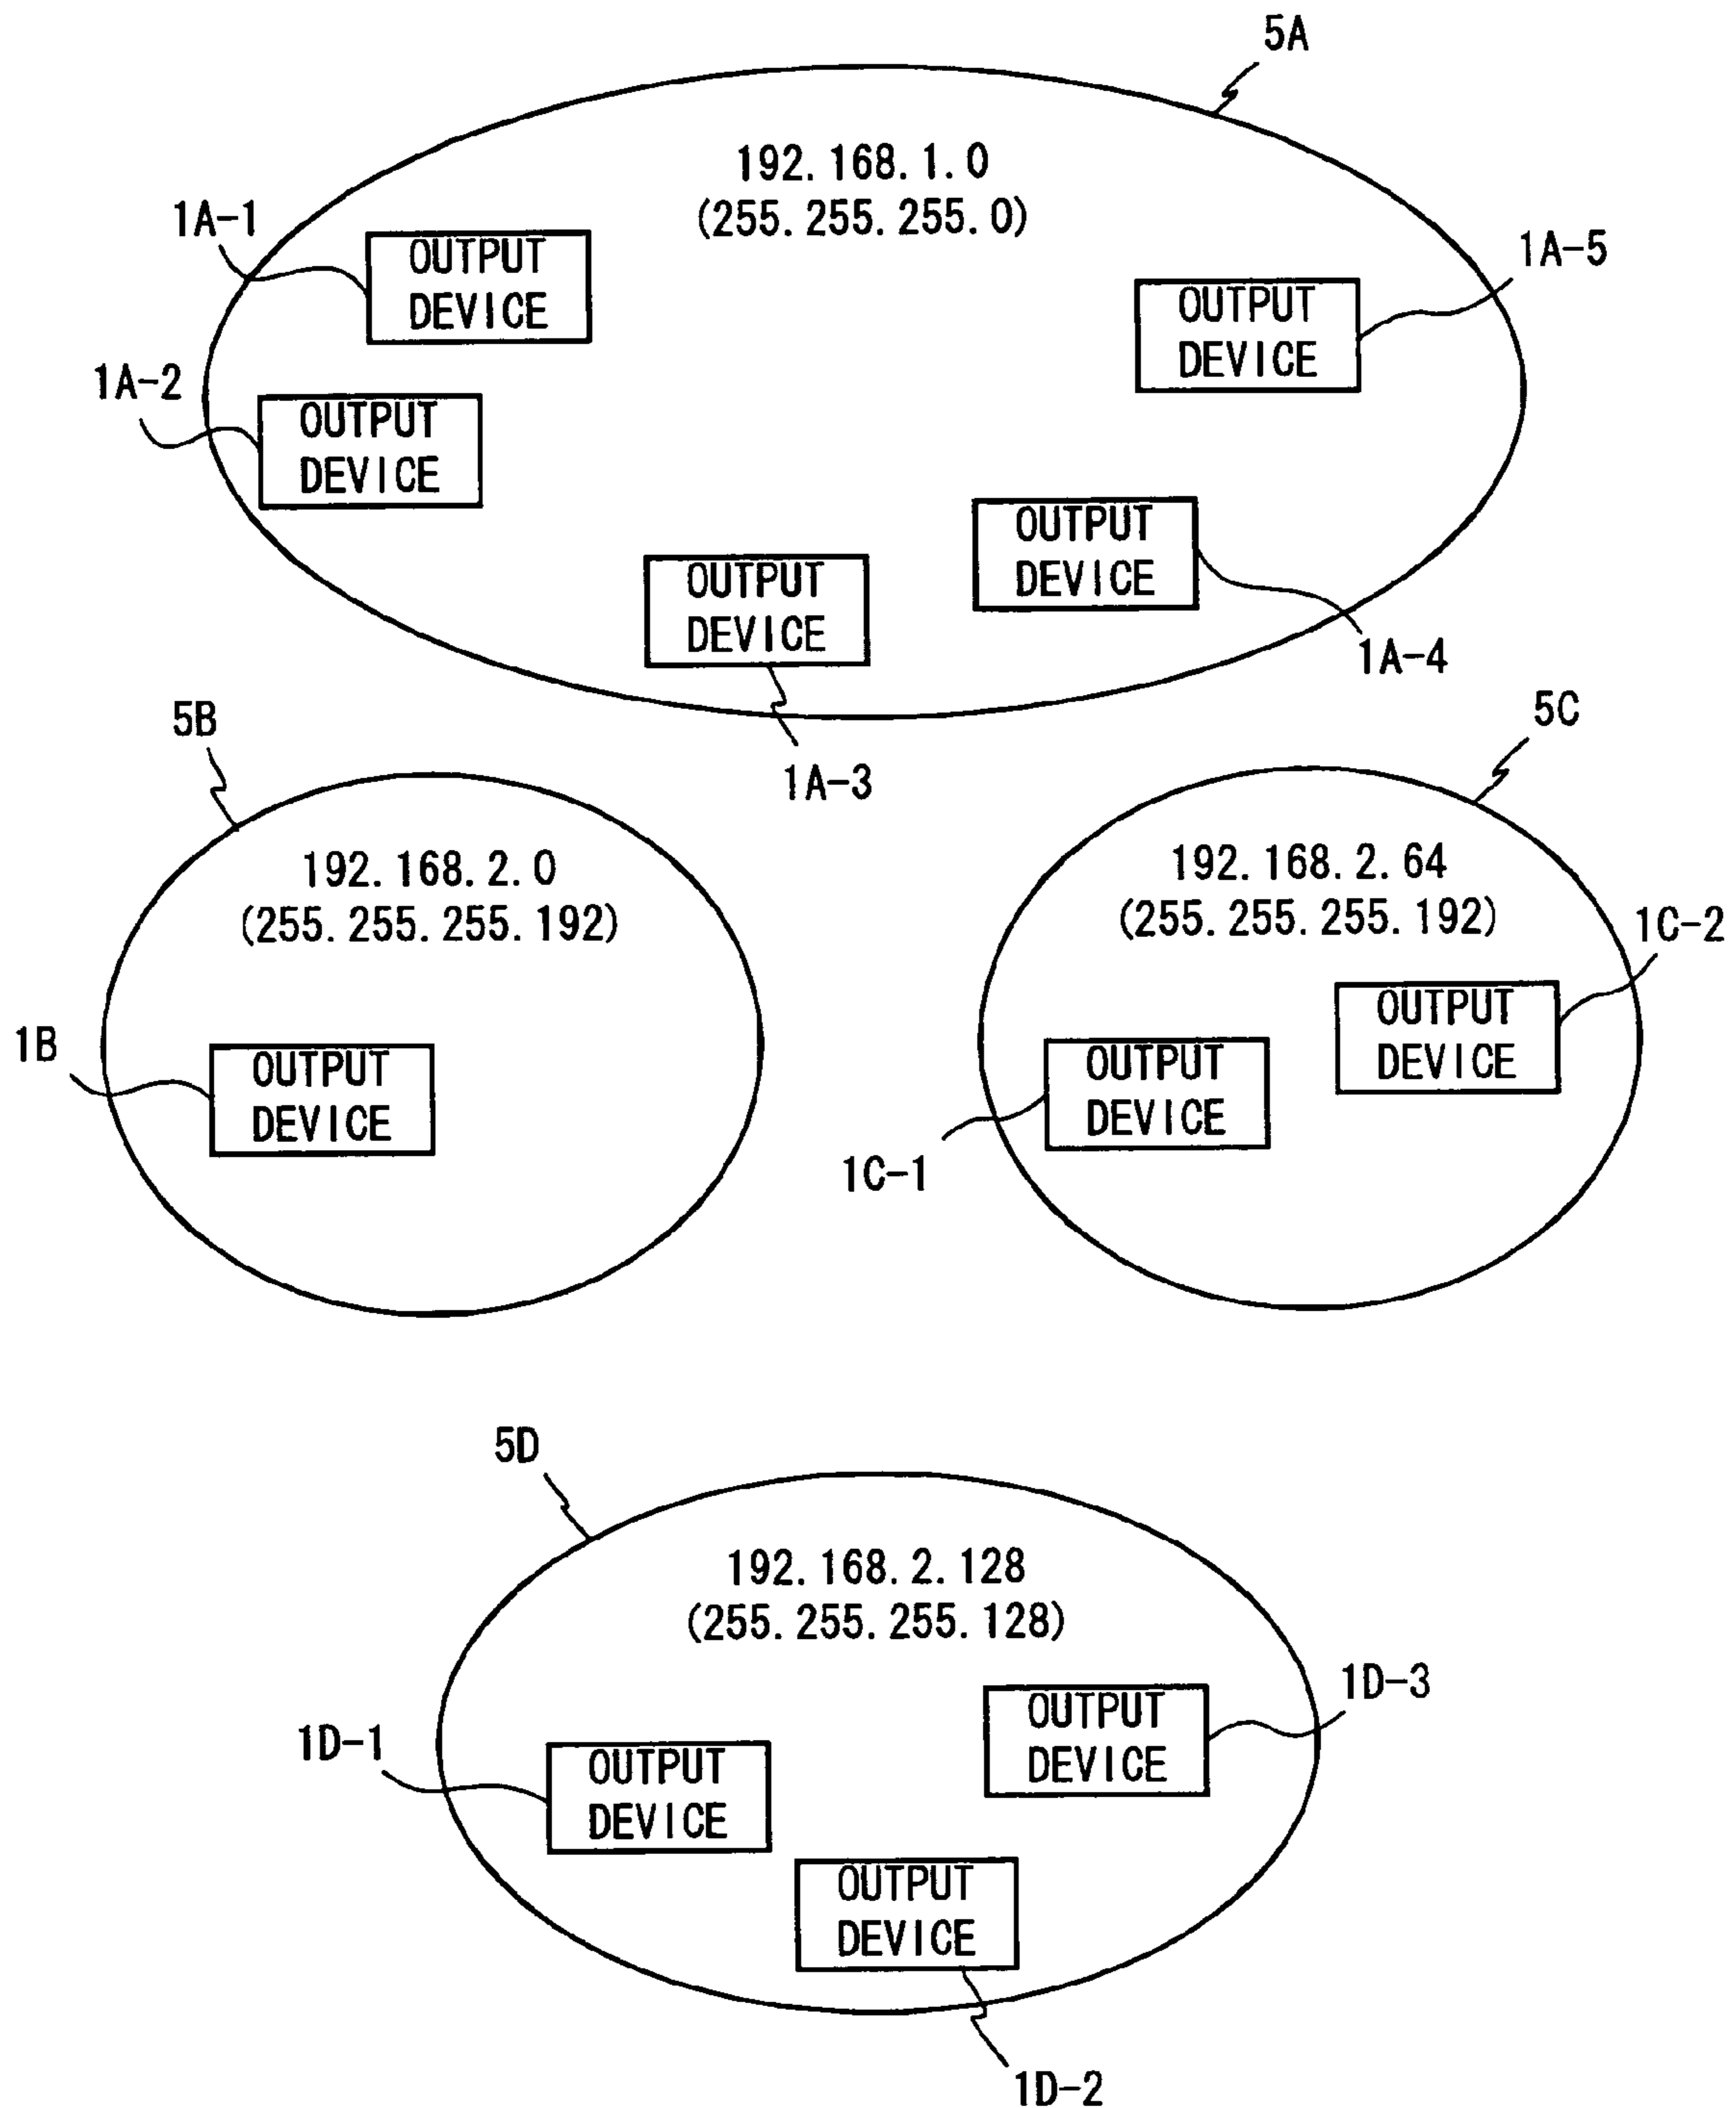 5A
192.168.1.0
(255.255.255.0)
1A-1
OUTPUT
DEVICE
1A-5
OUTPUT
DEVICE
1A-2
OUTPUT
DEVICE
OUTPUT
DEVICE
1A-4
OUTPUT
DEVICE
1A-3
5B
192.168.2.0
(255.255.255.192)
1B
OUTPUT
DEVICE
5C
192.168.2.64
(255.255.255.192)
1C-2
OUTPUT
DEVICE
OUTPUT
DEVICE
1C-1
5D
192.168.2.128
(255.255.255.128)
1D-3
OUTPUT
DEVICE
1D-1
OUTPUT
DEVICE
OUTPUT
DEVICE
1D-2